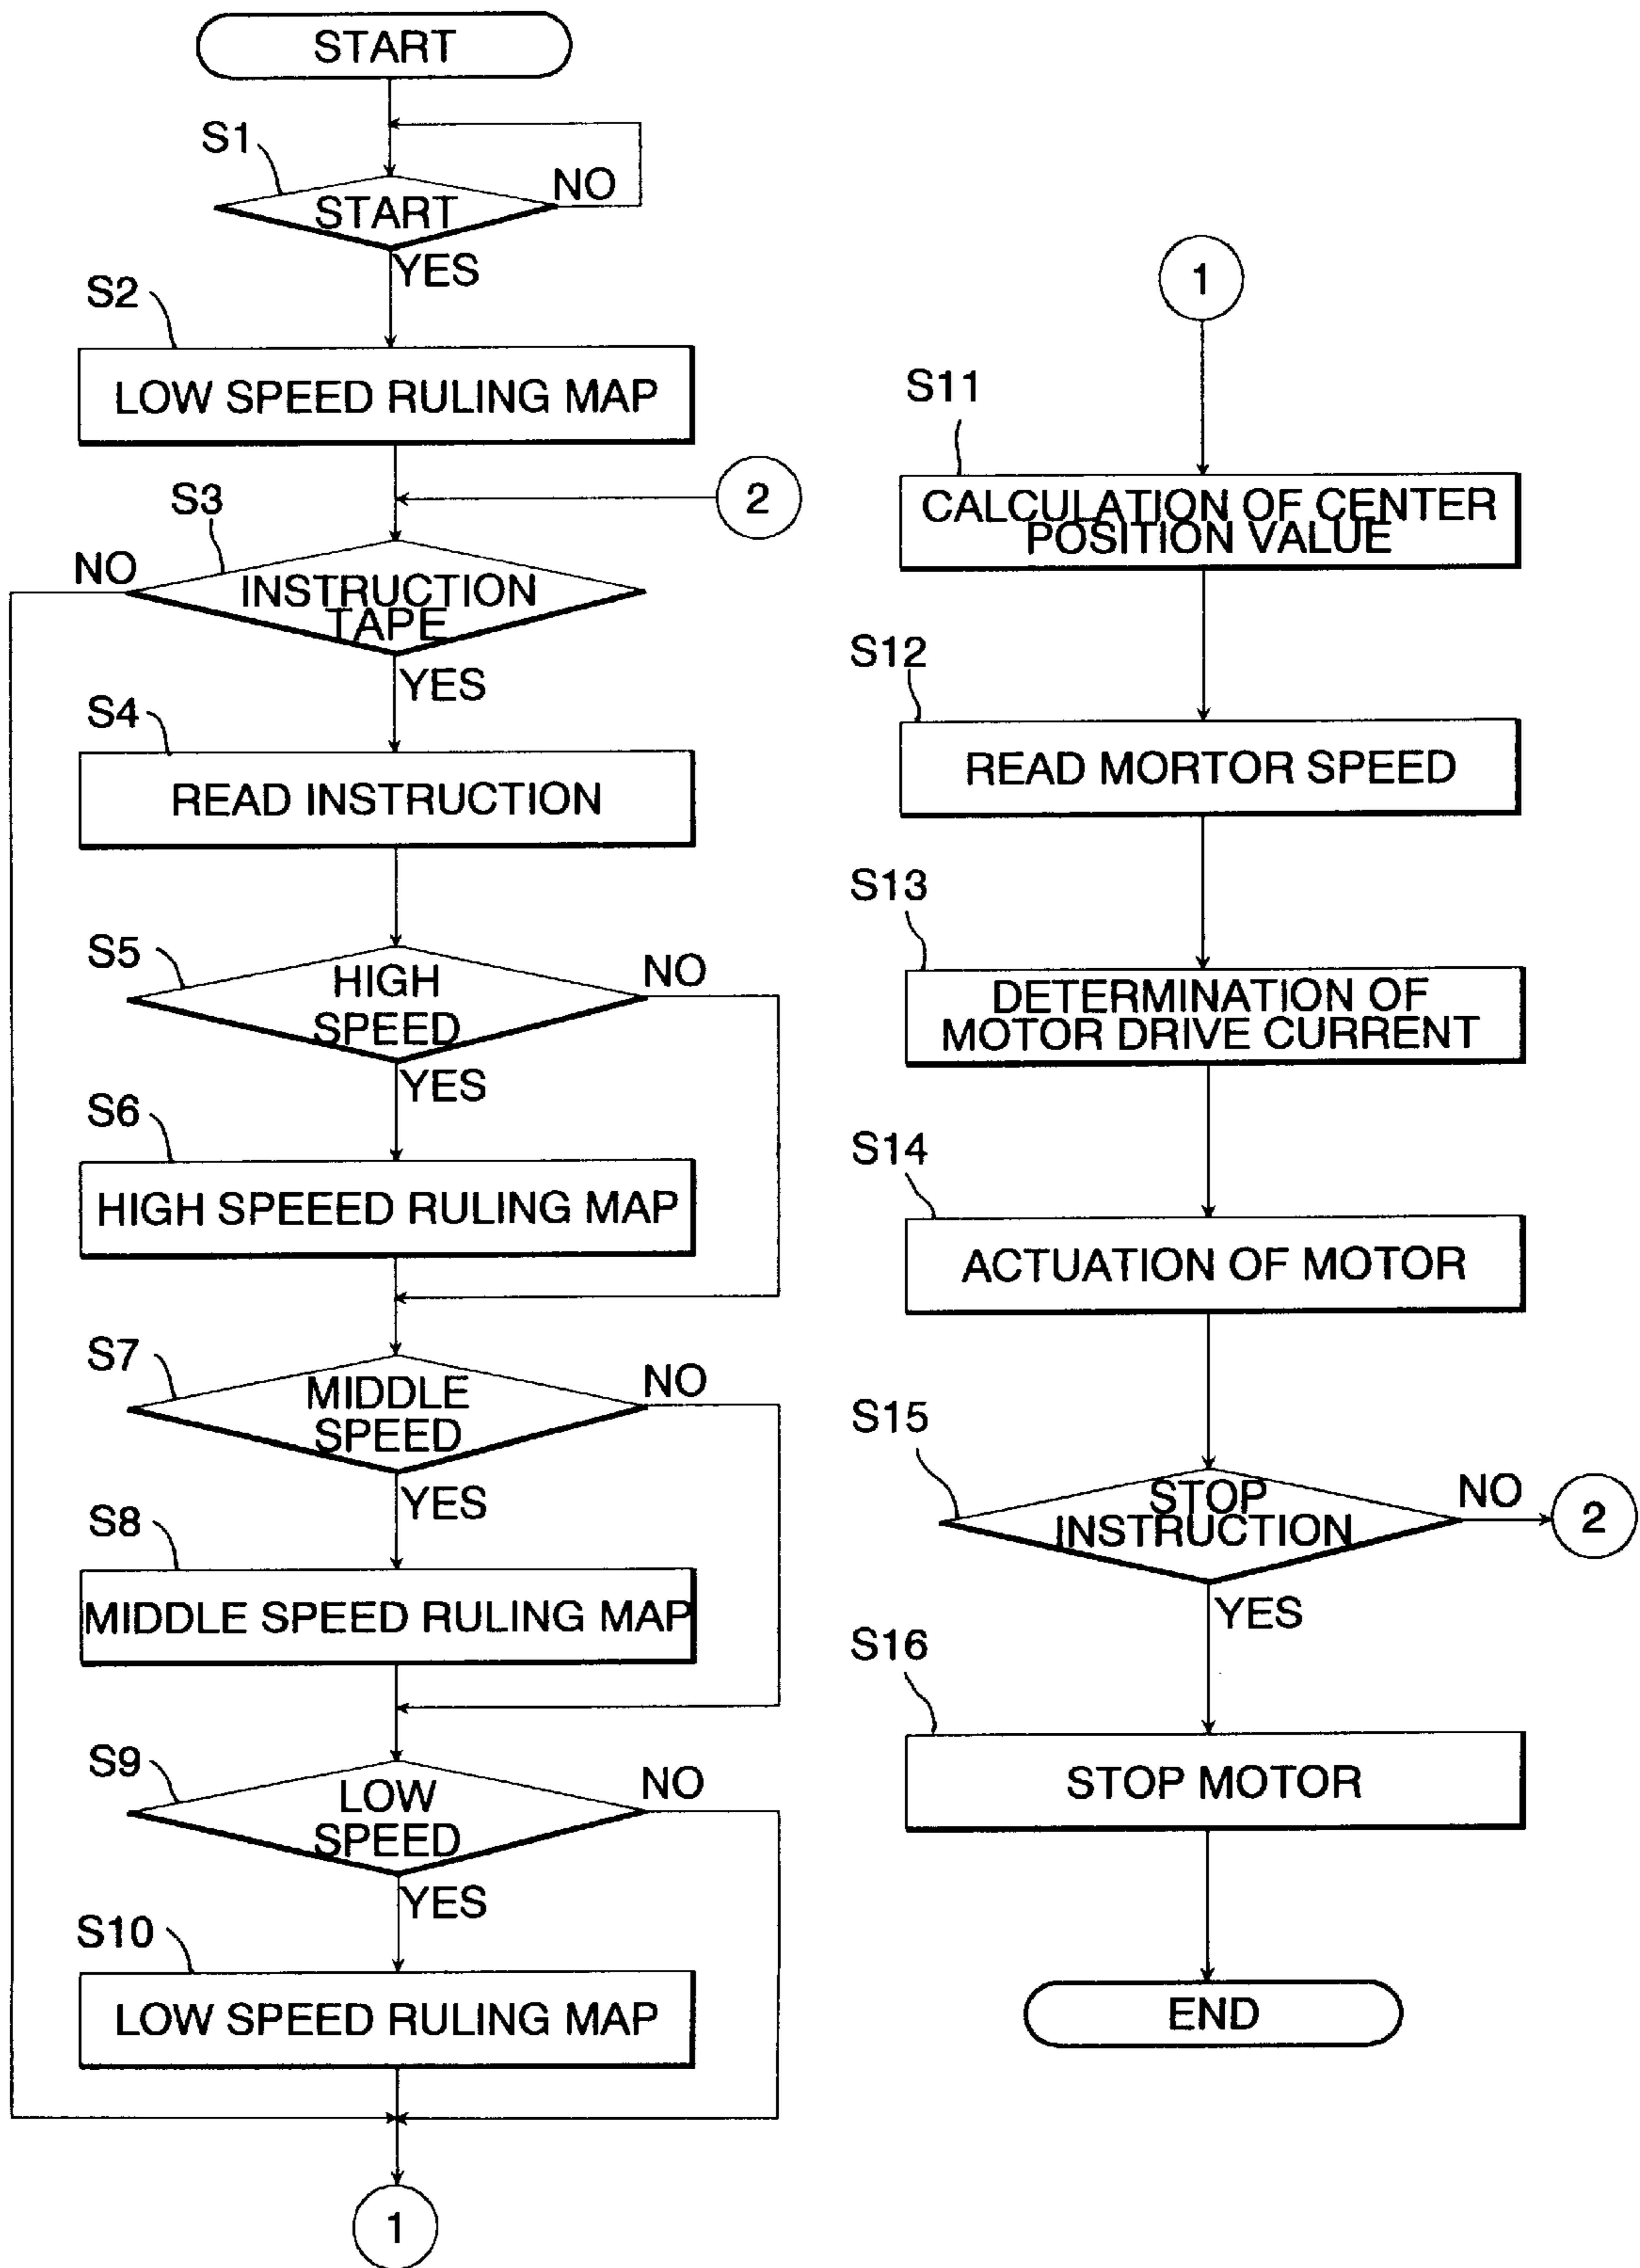 START
S1
START
NO
YES
S2
LOW SPEED RULING MAP
2
S3
NO
INSTRUCTION
TAPE
YES
S4
READ INSTRUCTION
S5
HIGH
SPEED
NO
YES
S6
HIGH SPEEED RULING MAP
S7
MIDDLE
SPEED
NO
YES
S8
MIDDLE SPEED RULING MAP
S9
LOW
SPEED
NO
YES
S10
LOW SPEED RULING MAP
1
1
S11
CALCULATION OF CENTER
POSITION VALUE
S12
READ MORTOR SPEED
S13
DETERMINATION OF
MOTOR DRIVE CURRENT
S14
ACTUATION OF MOTOR
S15
STOP
INSTRUCTION
NO
2
YES
S16
STOP MOTOR
END